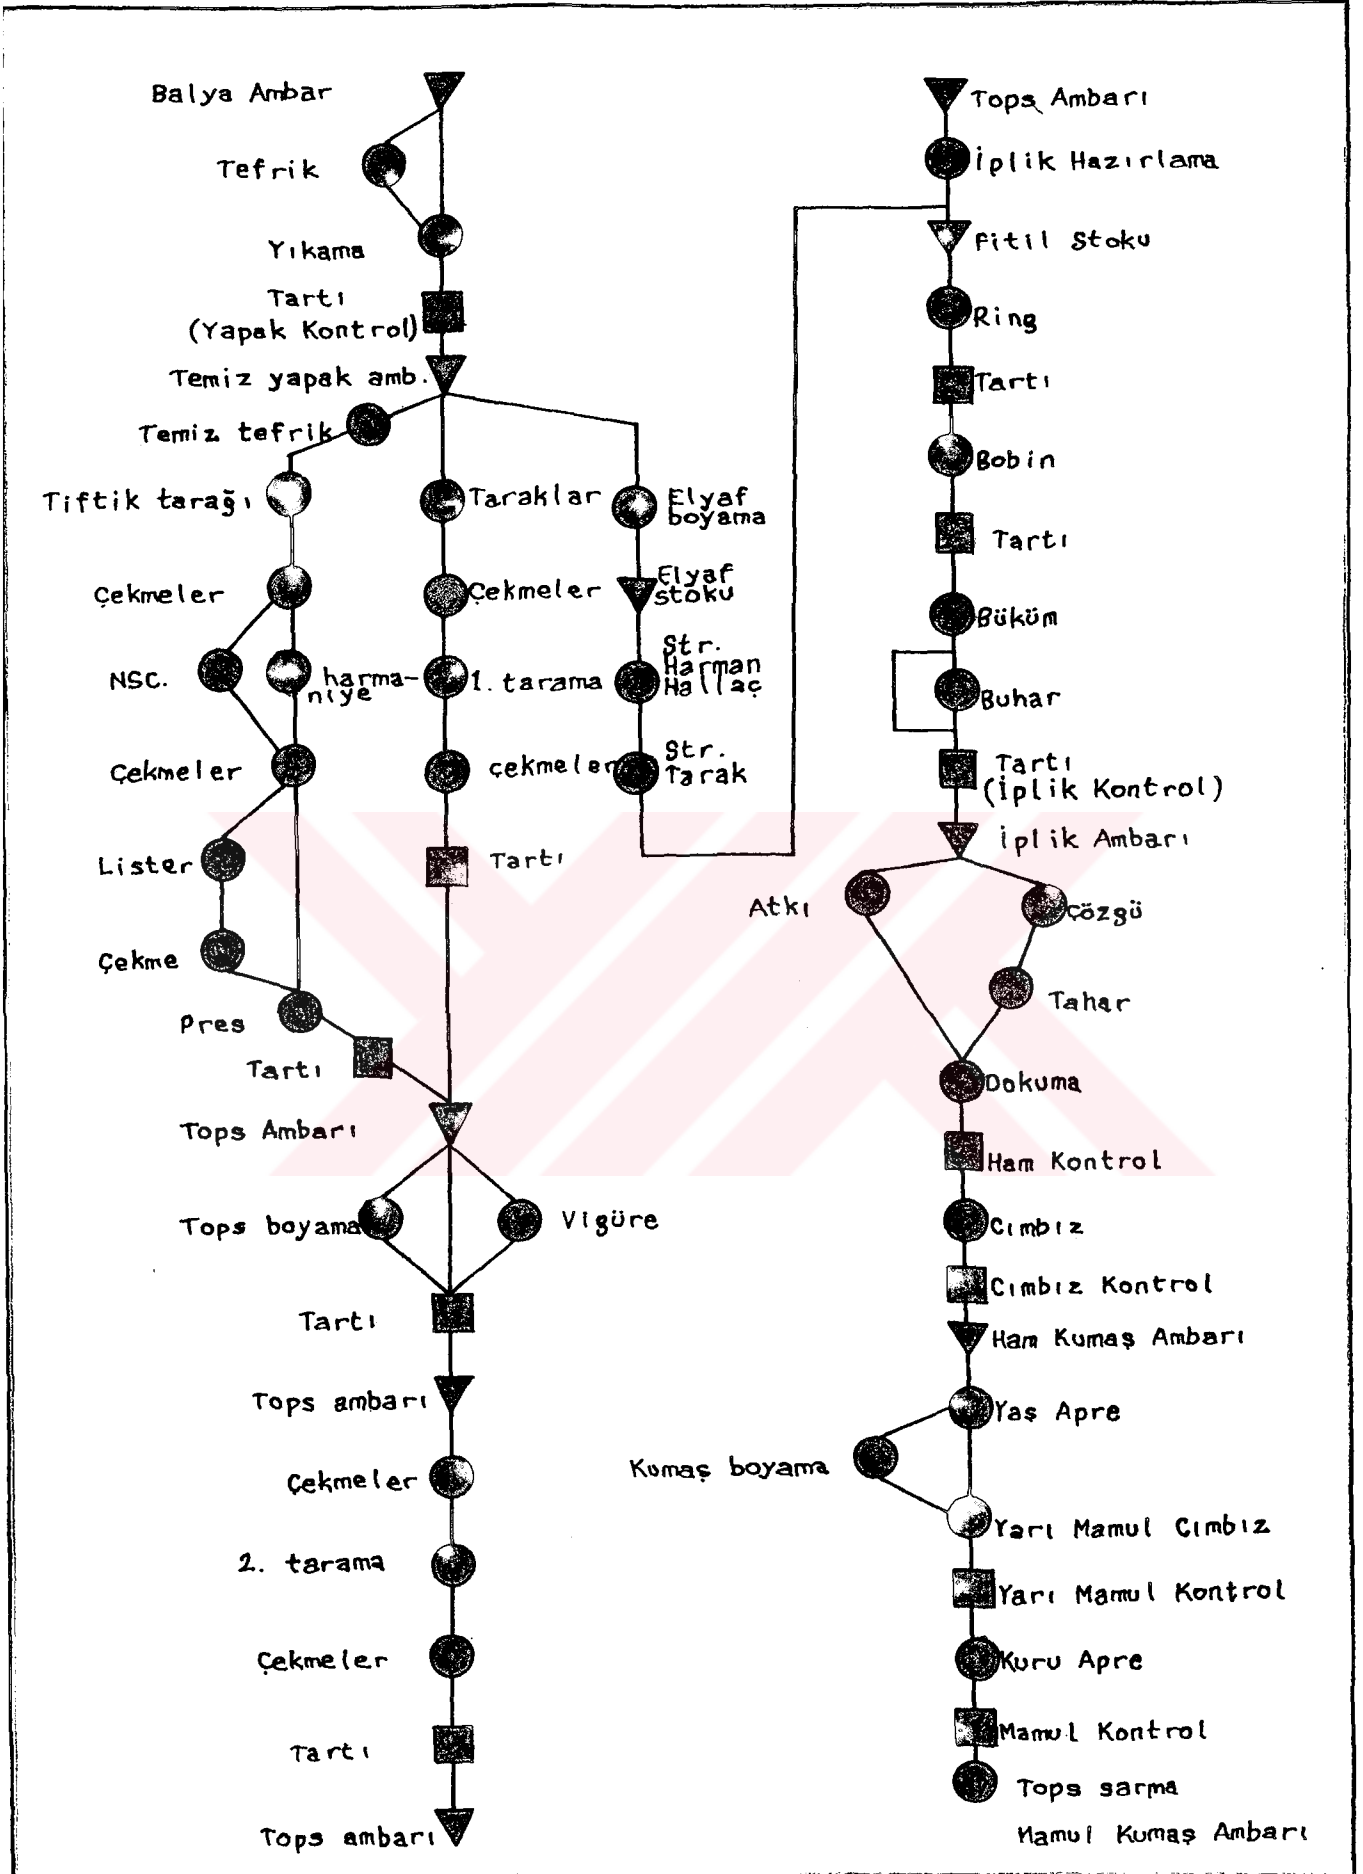 Balya Ambar
Tefrik
Yıkama
Tartı
(Yapak Kontrol)
Temiz yapak amb.
Temiz tefrik
Tiftik tarağı
Taraklar
Elyaf
boyama
Çekmeler
Çekmeler
Elyaf
stoku
NSC.
harma-
niye
1. tarama
Str.
Harman
Hallaç
Çekmeler
çekmeler
Str.
Tarak
Lister
Tartı
Çekme
Pres
Tartı
Tops Ambarı
Tops boyama
Vigüre
Tartı
Tops ambarı
Çekmeler
2. tarama
Çekmeler
Tartı
Tops ambarı
Tops Ambarı
İplik Hazırlama
Fitil Stoku
Ring
Tartı
Bobin
Tartı
Büküm
Buhar
Tartı
(İplik Kontrol)
İplik Ambarı
Atkı
Çözgü
Tahar
Dokuma
Ham Kontrol
Cımbız
Cımbız Kontrol
Ham Kumaş Ambarı
Yaş Apre
Kumaş boyama
Yarı Mamul Cımbız
Yarı Mamul Kontrol
Kuru Apre
Mamul Kontrol
Tops sarma
Mamul Kumaş Ambarı